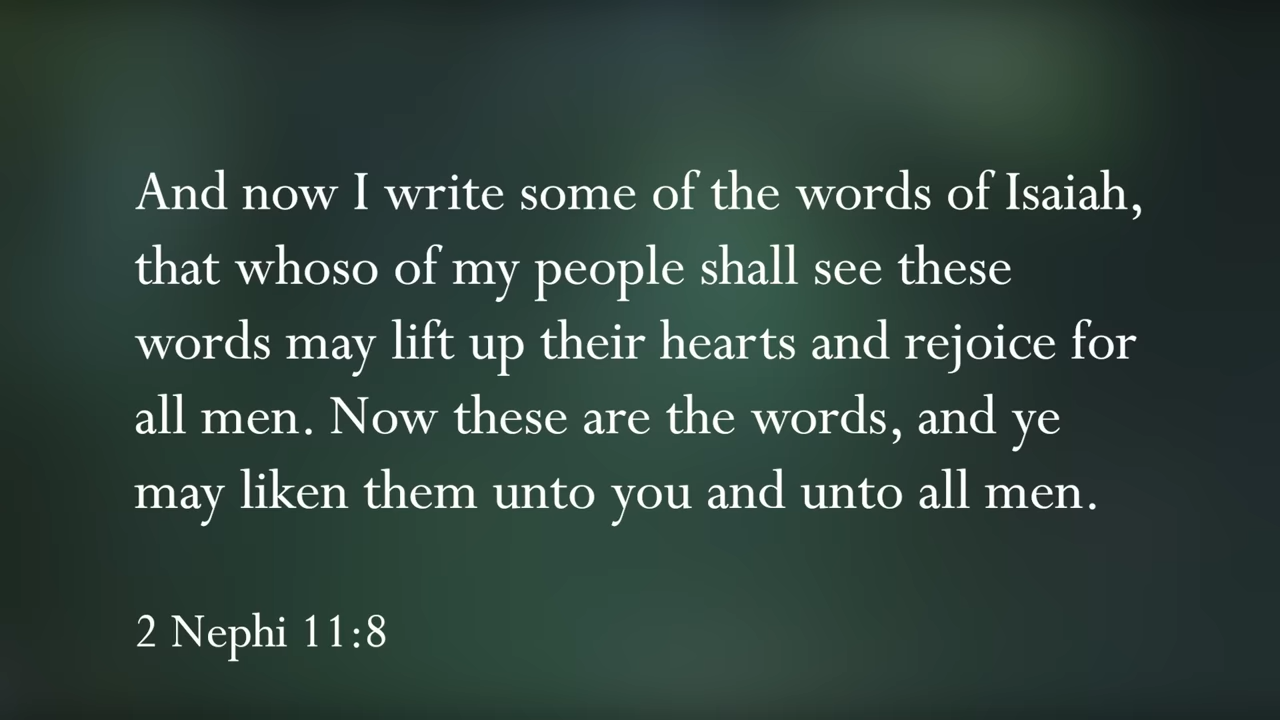 And now I write some of the words of Isaiah,
that whoso of my people shall see these
words may lift up their hearts and rejoice for
all men. Now these are the words, and ye
may liken them unto you and unto all men.
2 Nephi 11:8